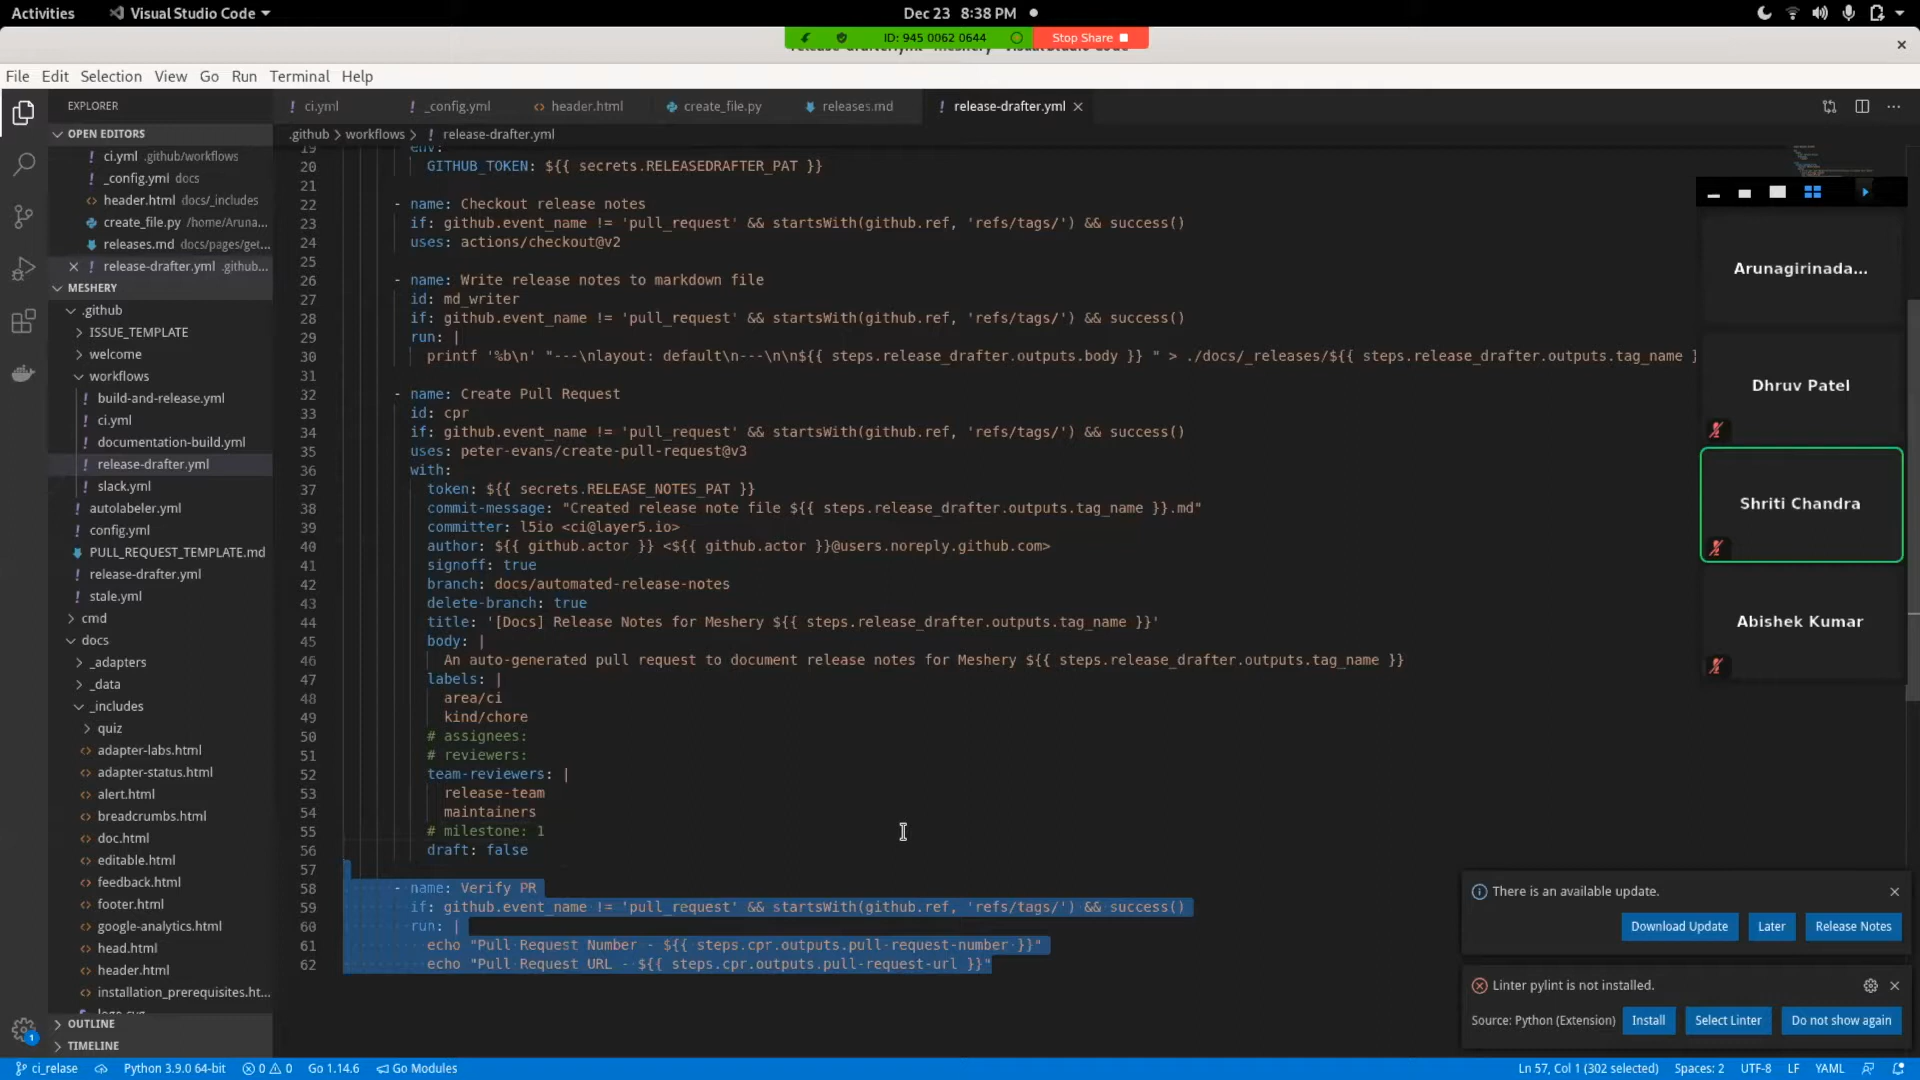 Activities
Visual Studio Code
Dec 23 8:38 PM
ID: 945 0062 0644
Stop Share
File Edit Selection View Go Run Terminal Help
EXPLORER
OPEN EDITORS
ci.yml .github/workflows
_config.yml docs
header.html docs/_includes
create_file.py /home/Aruna...
releases.md docs/pages/get...
release-drafter.yml .github...
MESHERY
.github
ISSUE_TEMPLATE
welcome
workflows
build-and-release.yml
ci.yml
documentation-build.yml
release-drafter.yml
slack.yml
autolabeler.yml
config.yml
PULL_REQUEST_TEMPLATE.md
release-drafter.yml
stale.yml
cmd
docs
_adapters
_data
_includes
quiz
adapter-labs.html
adapter-status.html
alert.html
breadcrumbs.html
doc.html
editable.html
feedback.html
footer.html
google-analytics.html
head.html
header.html
installation_prerequisites.ht...
OUTLINE
TIMELINE
ci.yml _config.yml header.html create_file.py releases.md release-drafter.yml
.github > workflows > release-drafter.yml
19 env:
20 GITHUB_TOKEN: ${{ secrets.RELEASEDRAFTER_PAT }}
21
22 - name: Checkout release notes
23 if: github.event_name != 'pull_request' && startsWith(github.ref, 'refs/tags/') && success()
24 uses: actions/checkout@v2
25
26 - name: Write release notes to markdown file
27 id: md_writer
28 if: github.event_name != 'pull_request' && startsWith(github.ref, 'refs/tags/') && success()
29 run: |
30 printf '%b\n' "---\nlayout: default\n---\n\n${{ steps.release_drafter.outputs.body }} " > ./docs/_releases/${{ steps.release_drafter.outputs.tag_name }
31
32 - name: Create Pull Request
33 id: cpr
34 if: github.event_name != 'pull_request' && startsWith(github.ref, 'refs/tags/') && success()
35 uses: peter-evans/create-pull-request@v3
36 with:
37 token: ${{ secrets.RELEASE_NOTES_PAT }}
38 commit-message: "Created release note file ${{ steps.release_drafter.outputs.tag_name }}.md"
39 committer: l5io <ci@layer5.io>
40 author: ${{ github.actor }} <${{ github.actor }}@users.noreply.github.com>
41 signoff: true
42 branch: docs/automated-release-notes
43 delete-branch: true
44 title: '[Docs] Release Notes for Meshery ${{ steps.release_drafter.outputs.tag_name }}'
45 body: |
46 An auto-generated pull request to document release notes for Meshery ${{ steps.release_drafter.outputs.tag_name }}
47 labels: |
48 area/ci
49 kind/chore
50 # assignees:
51 # reviewers:
52 team-reviewers: |
53 release-team
54 maintainers
55 # milestone: 1
56 draft: false
57
58 - name: Verify PR
59 if: github.event_name != 'pull_request' && startsWith(github.ref, 'refs/tags/') && success()
60 run: |
61 echo "Pull Request Number - ${{ steps.cpr.outputs.pull-request-number }}"
62 echo "Pull Request URL - ${{ steps.cpr.outputs.pull-request-url }}"
Arunagirinada...
Dhruv Patel
Shriti Chandra
Abishek Kumar
There is an available update.
Download Update Later Release Notes
Linter pylint is not installed.
Source: Python (Extension) Install Select Linter Do not show again
1
ci_relase Python 3.9.0 64-bit 0 0 Go 1.14.6 Go Modules
Ln 57, Col 1 (302 selected) Spaces: 2 UTF-8 LF YAML